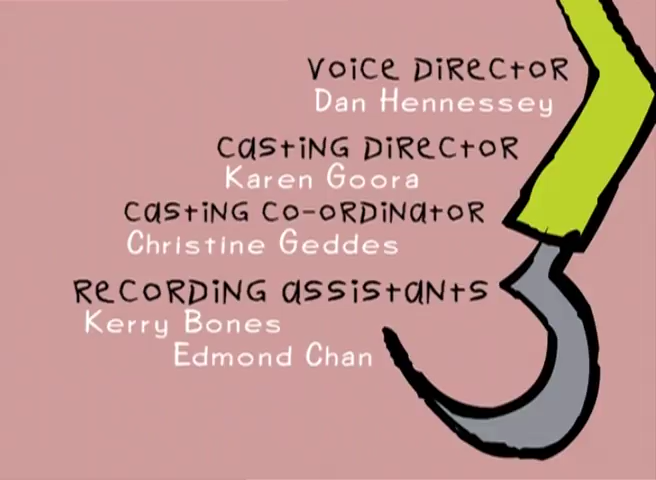 Voice Director
Dan Hennessey
Casting Director
Karen Goora
Casting Co-ordinator
Christine Geddes
Recording Assistants
Kerry Bones
Edmond Chan